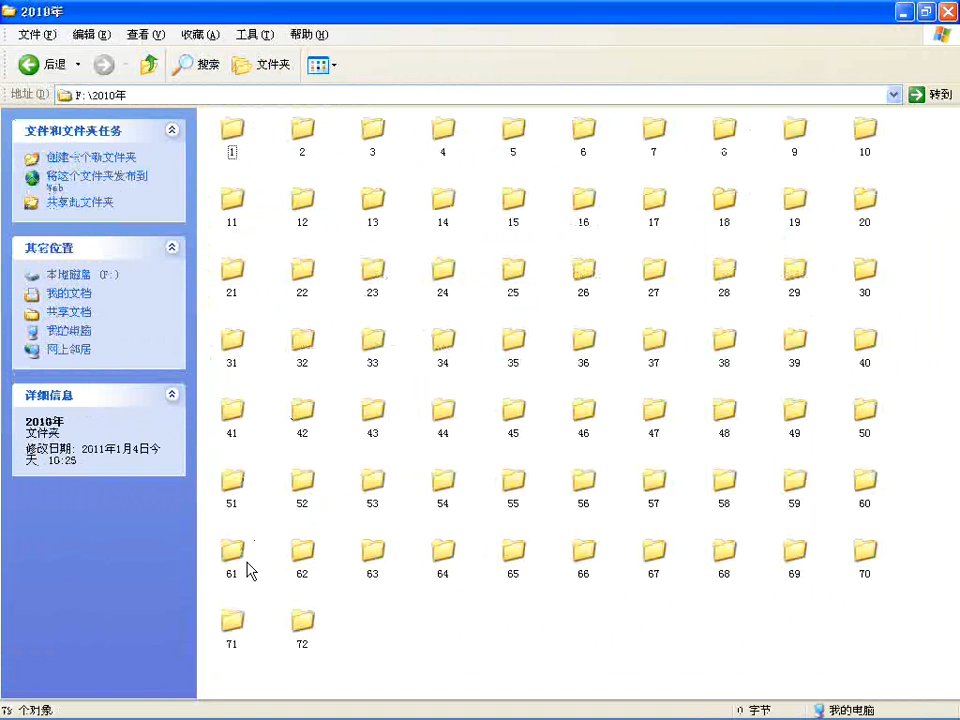 2010年
文件(F) 编辑(E) 查看(V) 收藏(A) 工具(T) 帮助(H)
后退 搜索 文件夹
地址(D) F:\2010年 转到
文件和文件夹任务
创建一个新文件夹
将这个文件夹发布到
Web
共享此文件夹
其它位置
本地磁盘 (F:)
我的文档
共享文档
我的电脑
网上邻居
详细信息
2010年
文件夹
修改日期: 2011年1月4日今
天,
1 2 3 4 5 6 7 8 9 10
11 12 13 14 15 16 17 18 19 20
21 22 23 24 25 26 27 28 29 30
31 32 33 34 35 36 37 38 39 40
41 42 43 44 45 46 47 48 49 50
51 52 53 54 55 56 57 58 59 60
61 62 63 64 65 66 67 68 69 70
71 72
个对象 0 字节 我的电脑